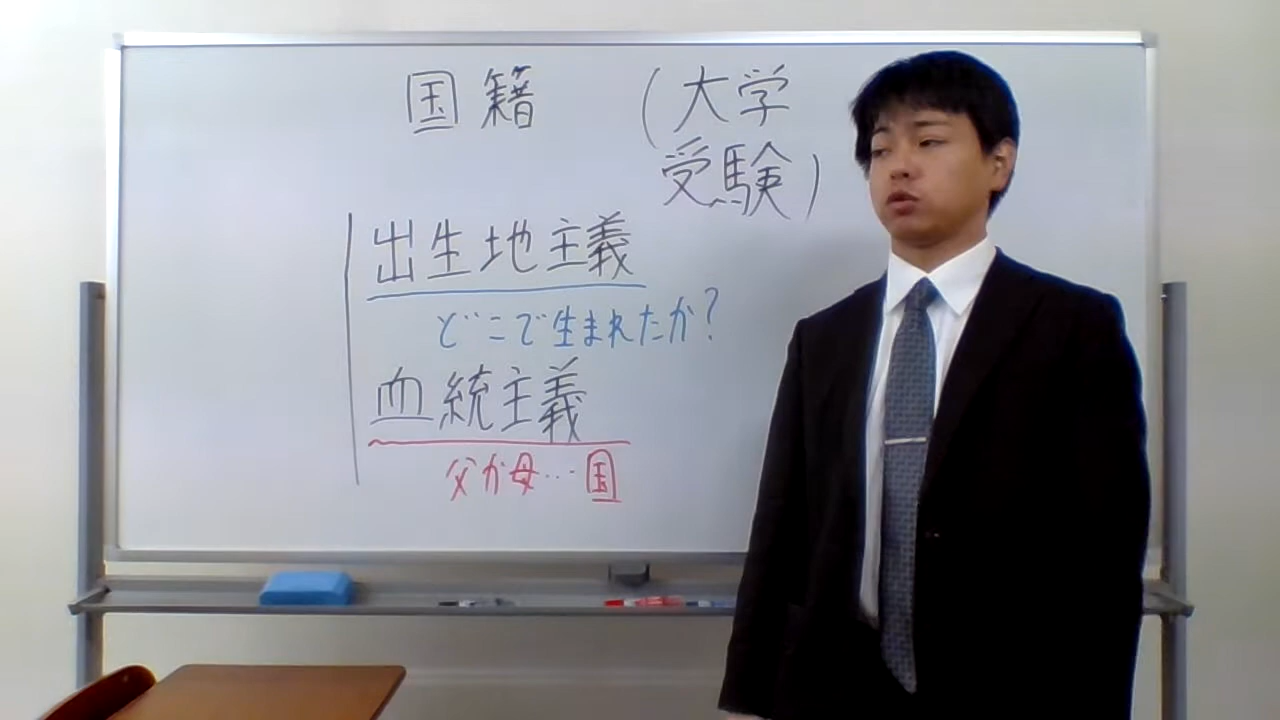 国籍 (大学
受験)
出生地主義
どこで生まれたか?
血統主義
父か母…国